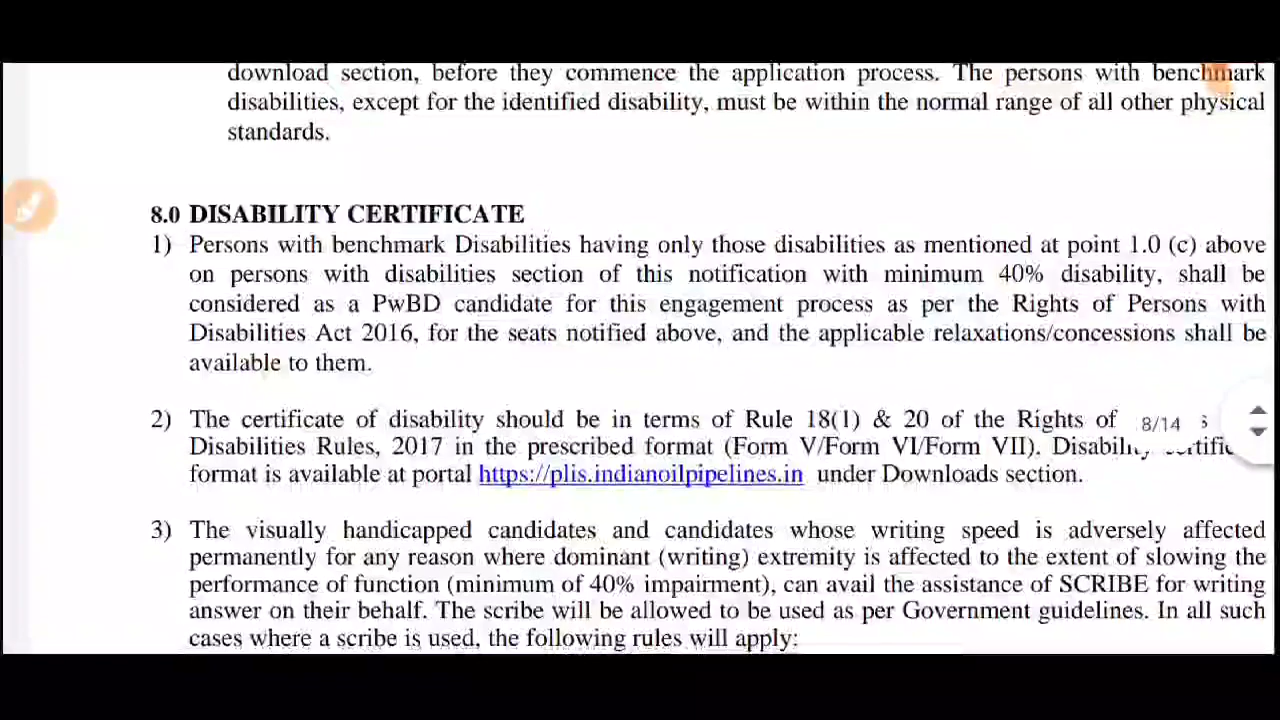 download section, before they commence the application process. The persons with benchmark
disabilities, except for the identified disability, must be within the normal range of all other physical
standards.
8.0 DISABILITY CERTIFICATE
1) Persons with benchmark Disabilities having only those disabilities as mentioned at point 1.0 (c) above
on persons with disabilities section of this notification with minimum 40% disability, shall be
considered as a PwBD candidate for this engagement process as per the Rights of Persons with
Disabilities Act 2016, for the seats notified above, and the applicable relaxations/concessions shall be
available to them.
2) The certificate of disability should be in terms of Rule 18(1) & 20 of the Rights of
8/14
Disabilities Rules, 2017 in the prescribed format (Form V/Form VI/Form VII). Disability
format is available at portal https://plis.indianoilpipelines.in under Downloads section.
3) The visually handicapped candidates and candidates whose writing speed is adversely affected
permanently for any reason where dominant (writing) extremity is affected to the extent of slowing the
performance of function (minimum of 40% impairment), can avail the assistance of SCRIBE for writing
answer on their behalf. The scribe will be allowed to be used as per Government guidelines. In all such
cases where a scribe is used, the following rules will apply: